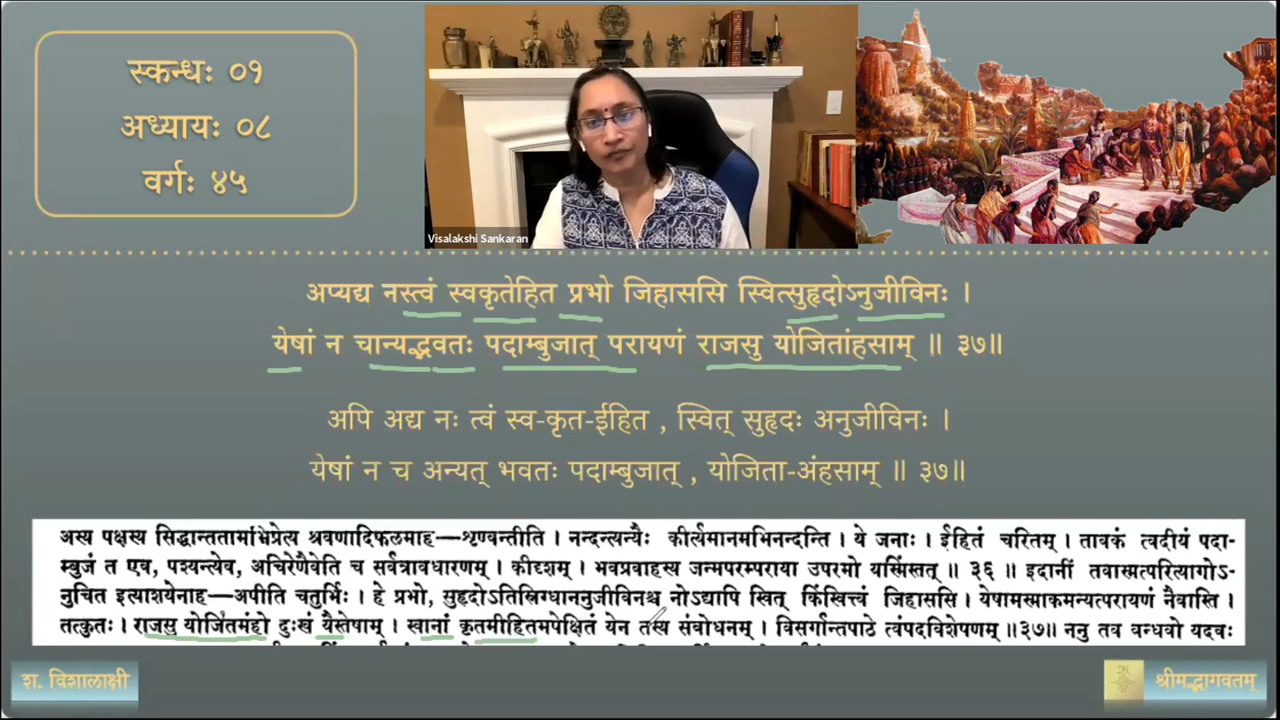 स्कन्धः ०१
अध्यायः ०८
वर्गः ४५
Visalakshi Sankaran
अप्यद्य नस्त्वं स्वकृतेहित प्रभो जिहाससि स्वित्सुहृदोऽनुजीविनः ।
येषां न चान्यद्भवतः पदाम्बुजात् परायणं राजसु योजितांहसाम् ॥ ३७॥
अपि अद्य नः त्वं स्व-कृत-ईहित , स्वित् सुहृदः अनुजीविनः ।
येषां न च अन्यत् भवतः पदाम्बुजात् , योजिता-अंहसाम् ॥ ३७॥
अस्य पक्षस्य सिद्धान्ततामभिप्रेत्य श्रवणादिफलमाह—शृण्वन्तीति । नन्दन्त्यन्यैः कीर्त्यमानमभिनन्दन्ति । ये जनाः । ईहितं चरितम् । तावकं त्वदीयं पदा-
म्बुजं त एव, पश्यन्त्येव, अचिरेणैवेति च सर्वत्रावधारणम् । कीदृशम् । भवप्रवाहस्य जन्मपरम्पराया उपरमो यस्मिंस्तत् ॥ ३६ ॥ इदानीं तवास्मत्परित्यागोऽ-
नुचित इत्याशयेनाह—अपीति चतुर्भिः । हे प्रभो, सुहृदोऽतिस्निग्धाननुजीविनश्च नोऽद्यापि स्वित् किंस्वित्त्वं जिहाससि । येषामस्माकमन्यत्परायणं नैवास्ति ।
तत्कुतः । राजसु योजितमंहो दुःखं यैस्तेषाम् । स्वानां कृतमीहितमपेक्षितं येन तस्य संबोधनम् । विसर्गान्तपाठे त्वंपदविशेषणम् ॥३७॥ ननु तव बन्धवो यदवः
श. विशालाक्षी
श्रीमद्भागवतम्